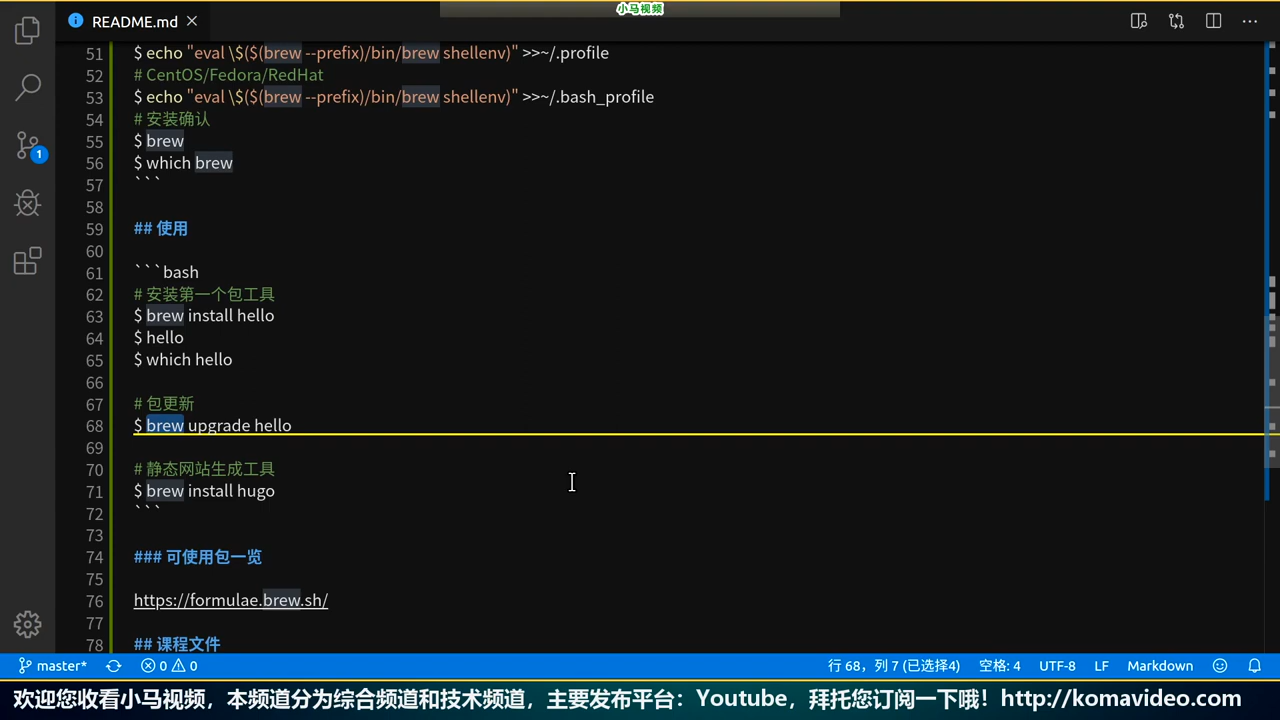 小马视频
README.md
51 $ echo "eval \$($(brew --prefix)/bin/brew shellenv)" >>~/.profile
52 # CentOS/Fedora/RedHat
53 $ echo "eval \$($(brew --prefix)/bin/brew shellenv)" >>~/.bash_profile
54 # 安装确认
55 $ brew
56 $ which brew
57 ```
58
59 ## 使用
60
61 ```bash
62 # 安装第一个包工具
63 $ brew install hello
64 $ hello
65 $ which hello
66
67 # 包更新
68 $ brew upgrade hello
69
70 # 静态网站生成工具
71 $ brew install hugo
72 ```
73
74 ### 可使用包一览
75
76 https://formulae.brew.sh/
77
78 ## 课程文件
1
master* 0 0 行 68，列 7 (已选择4) 空格: 4 UTF-8 LF Markdown
欢迎您收看小马视频，本频道分为综合频道和技术频道，主要发布平台：Youtube，拜托您订阅一下哦！http://komavideo.com